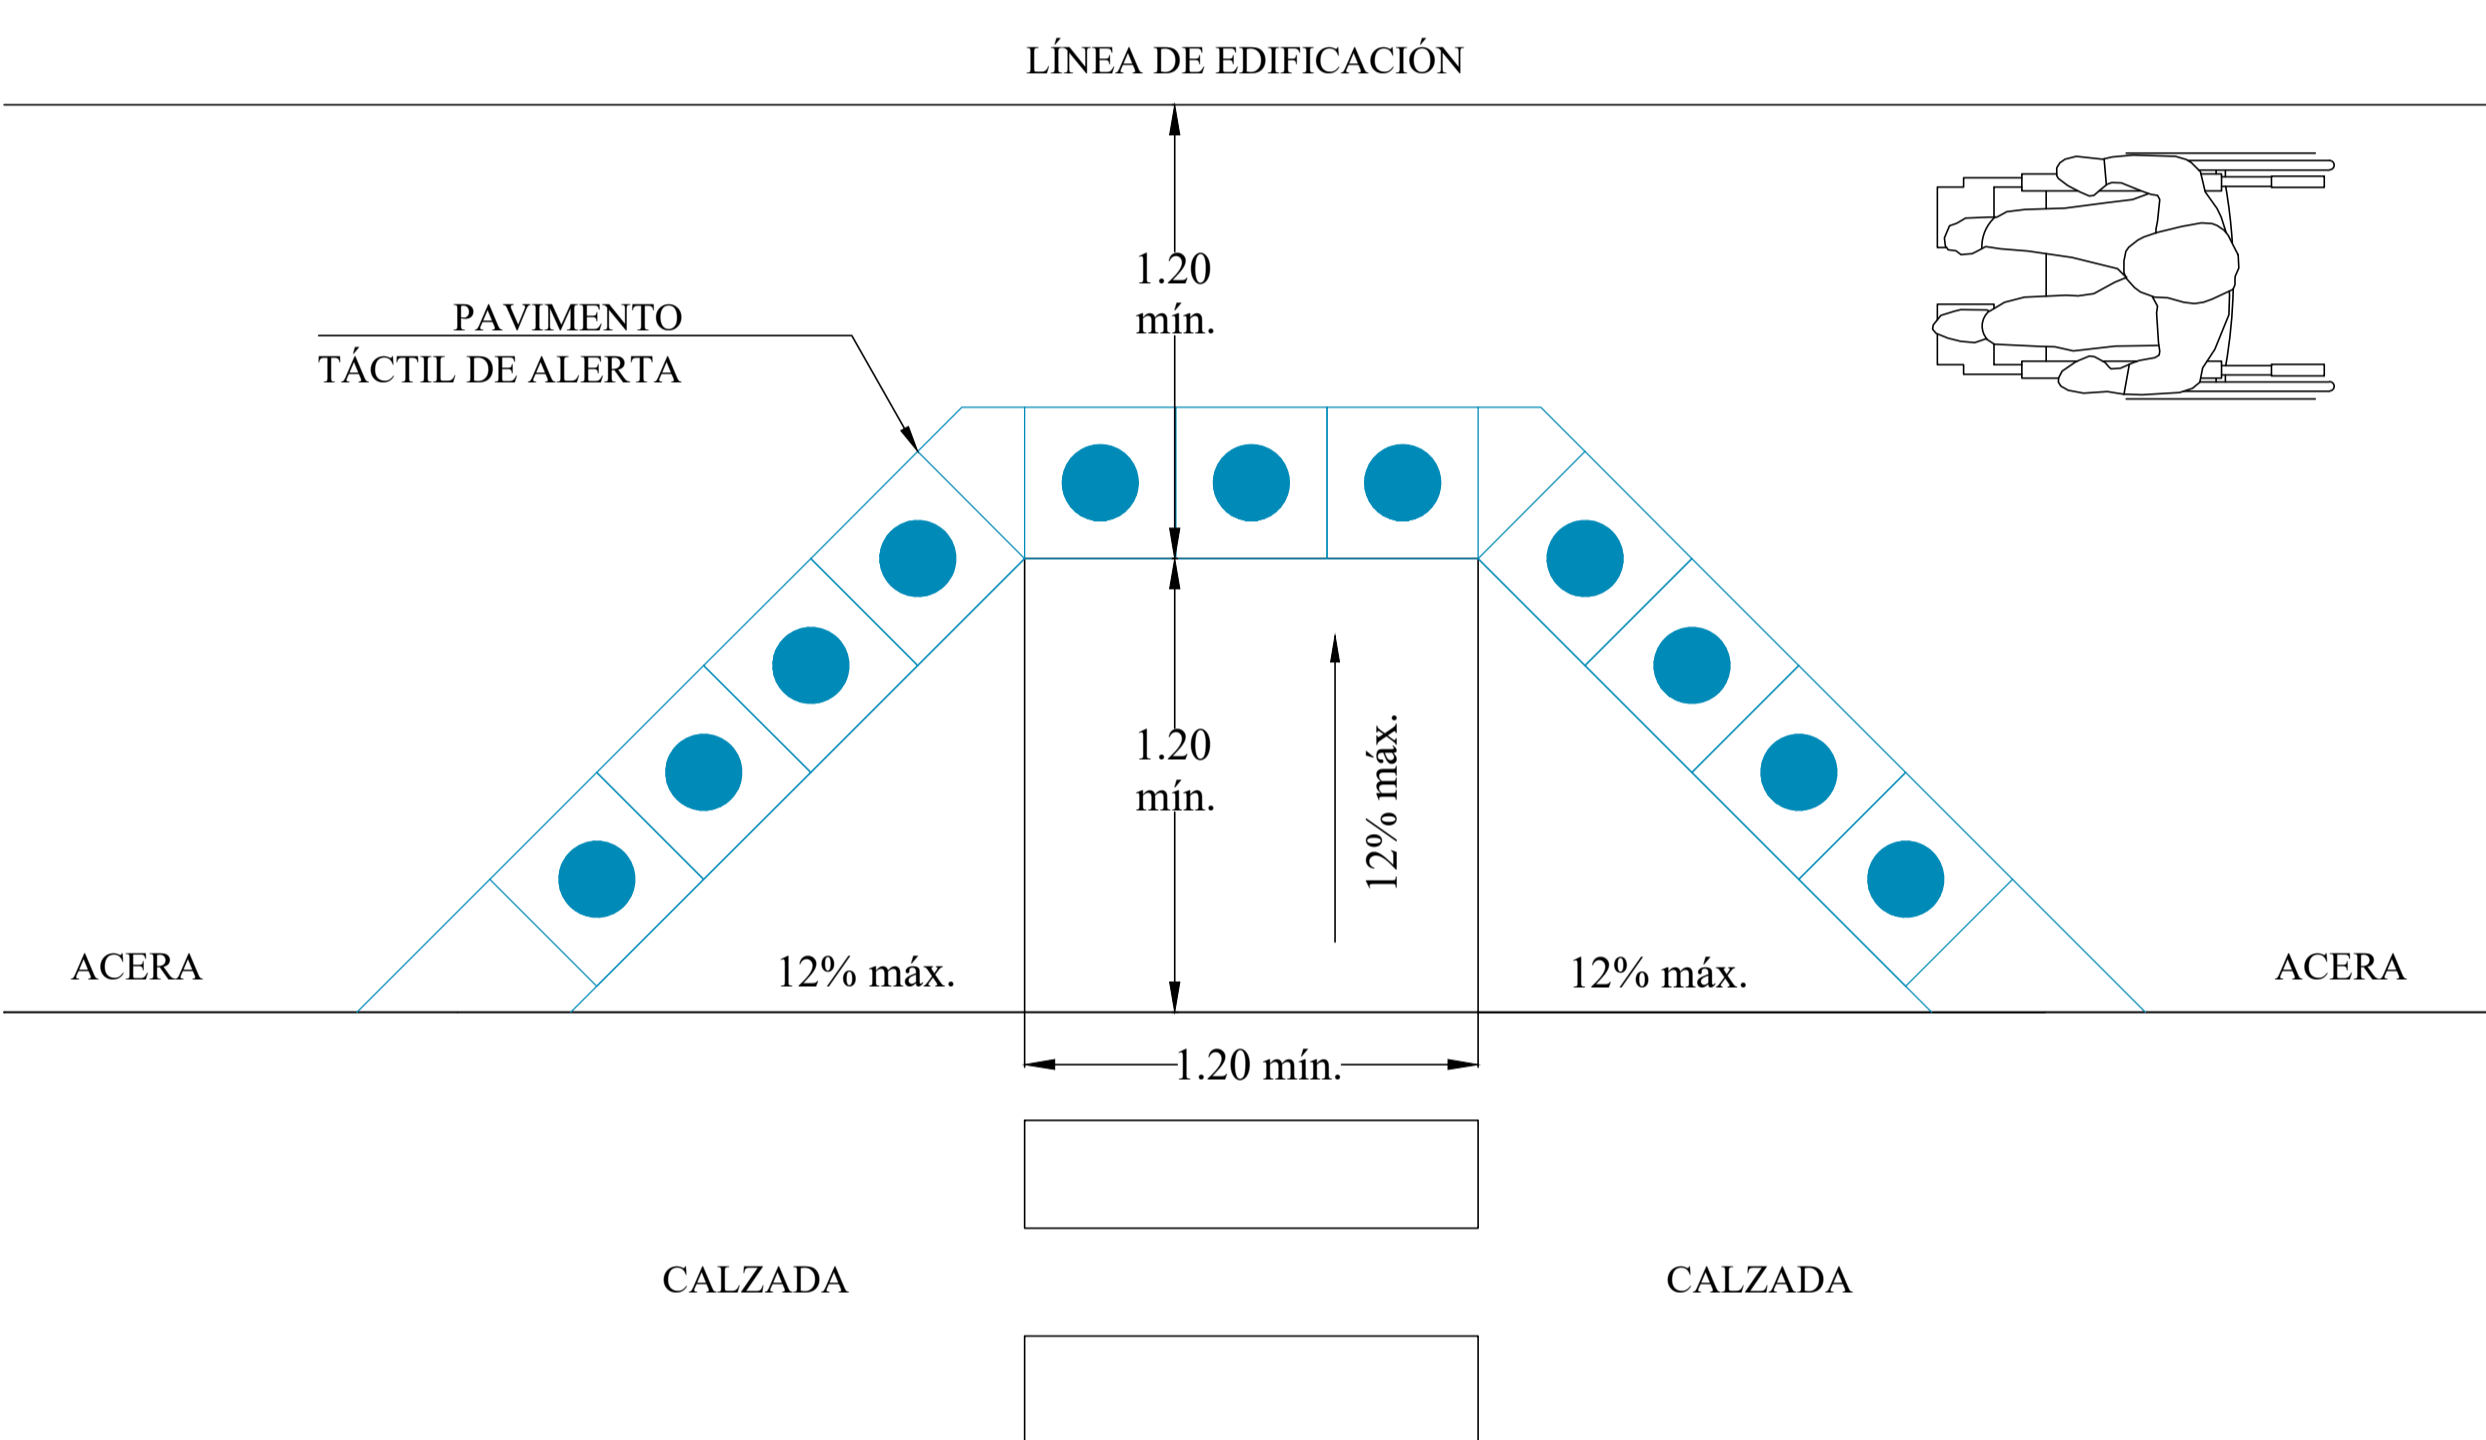 LÍNEA DE EDIFICACIÓN
1.20
mín.
PAVIMENTO
TÁCTIL DE ALERTA
1.20
mín.
12% máx.
ACERA
12% máx.
12% máx.
ACERA
1.20 mín.
CALZADA
CALZADA